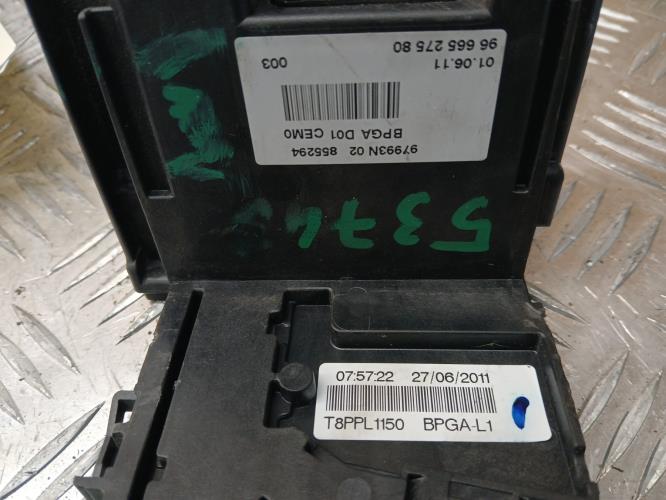 96 665 275 80
01.06.11 003
BPGA D01 CEM0
97993N 02 855294
537
07:57:22 27/06/2011
T8PPL1150 BPGA-L1